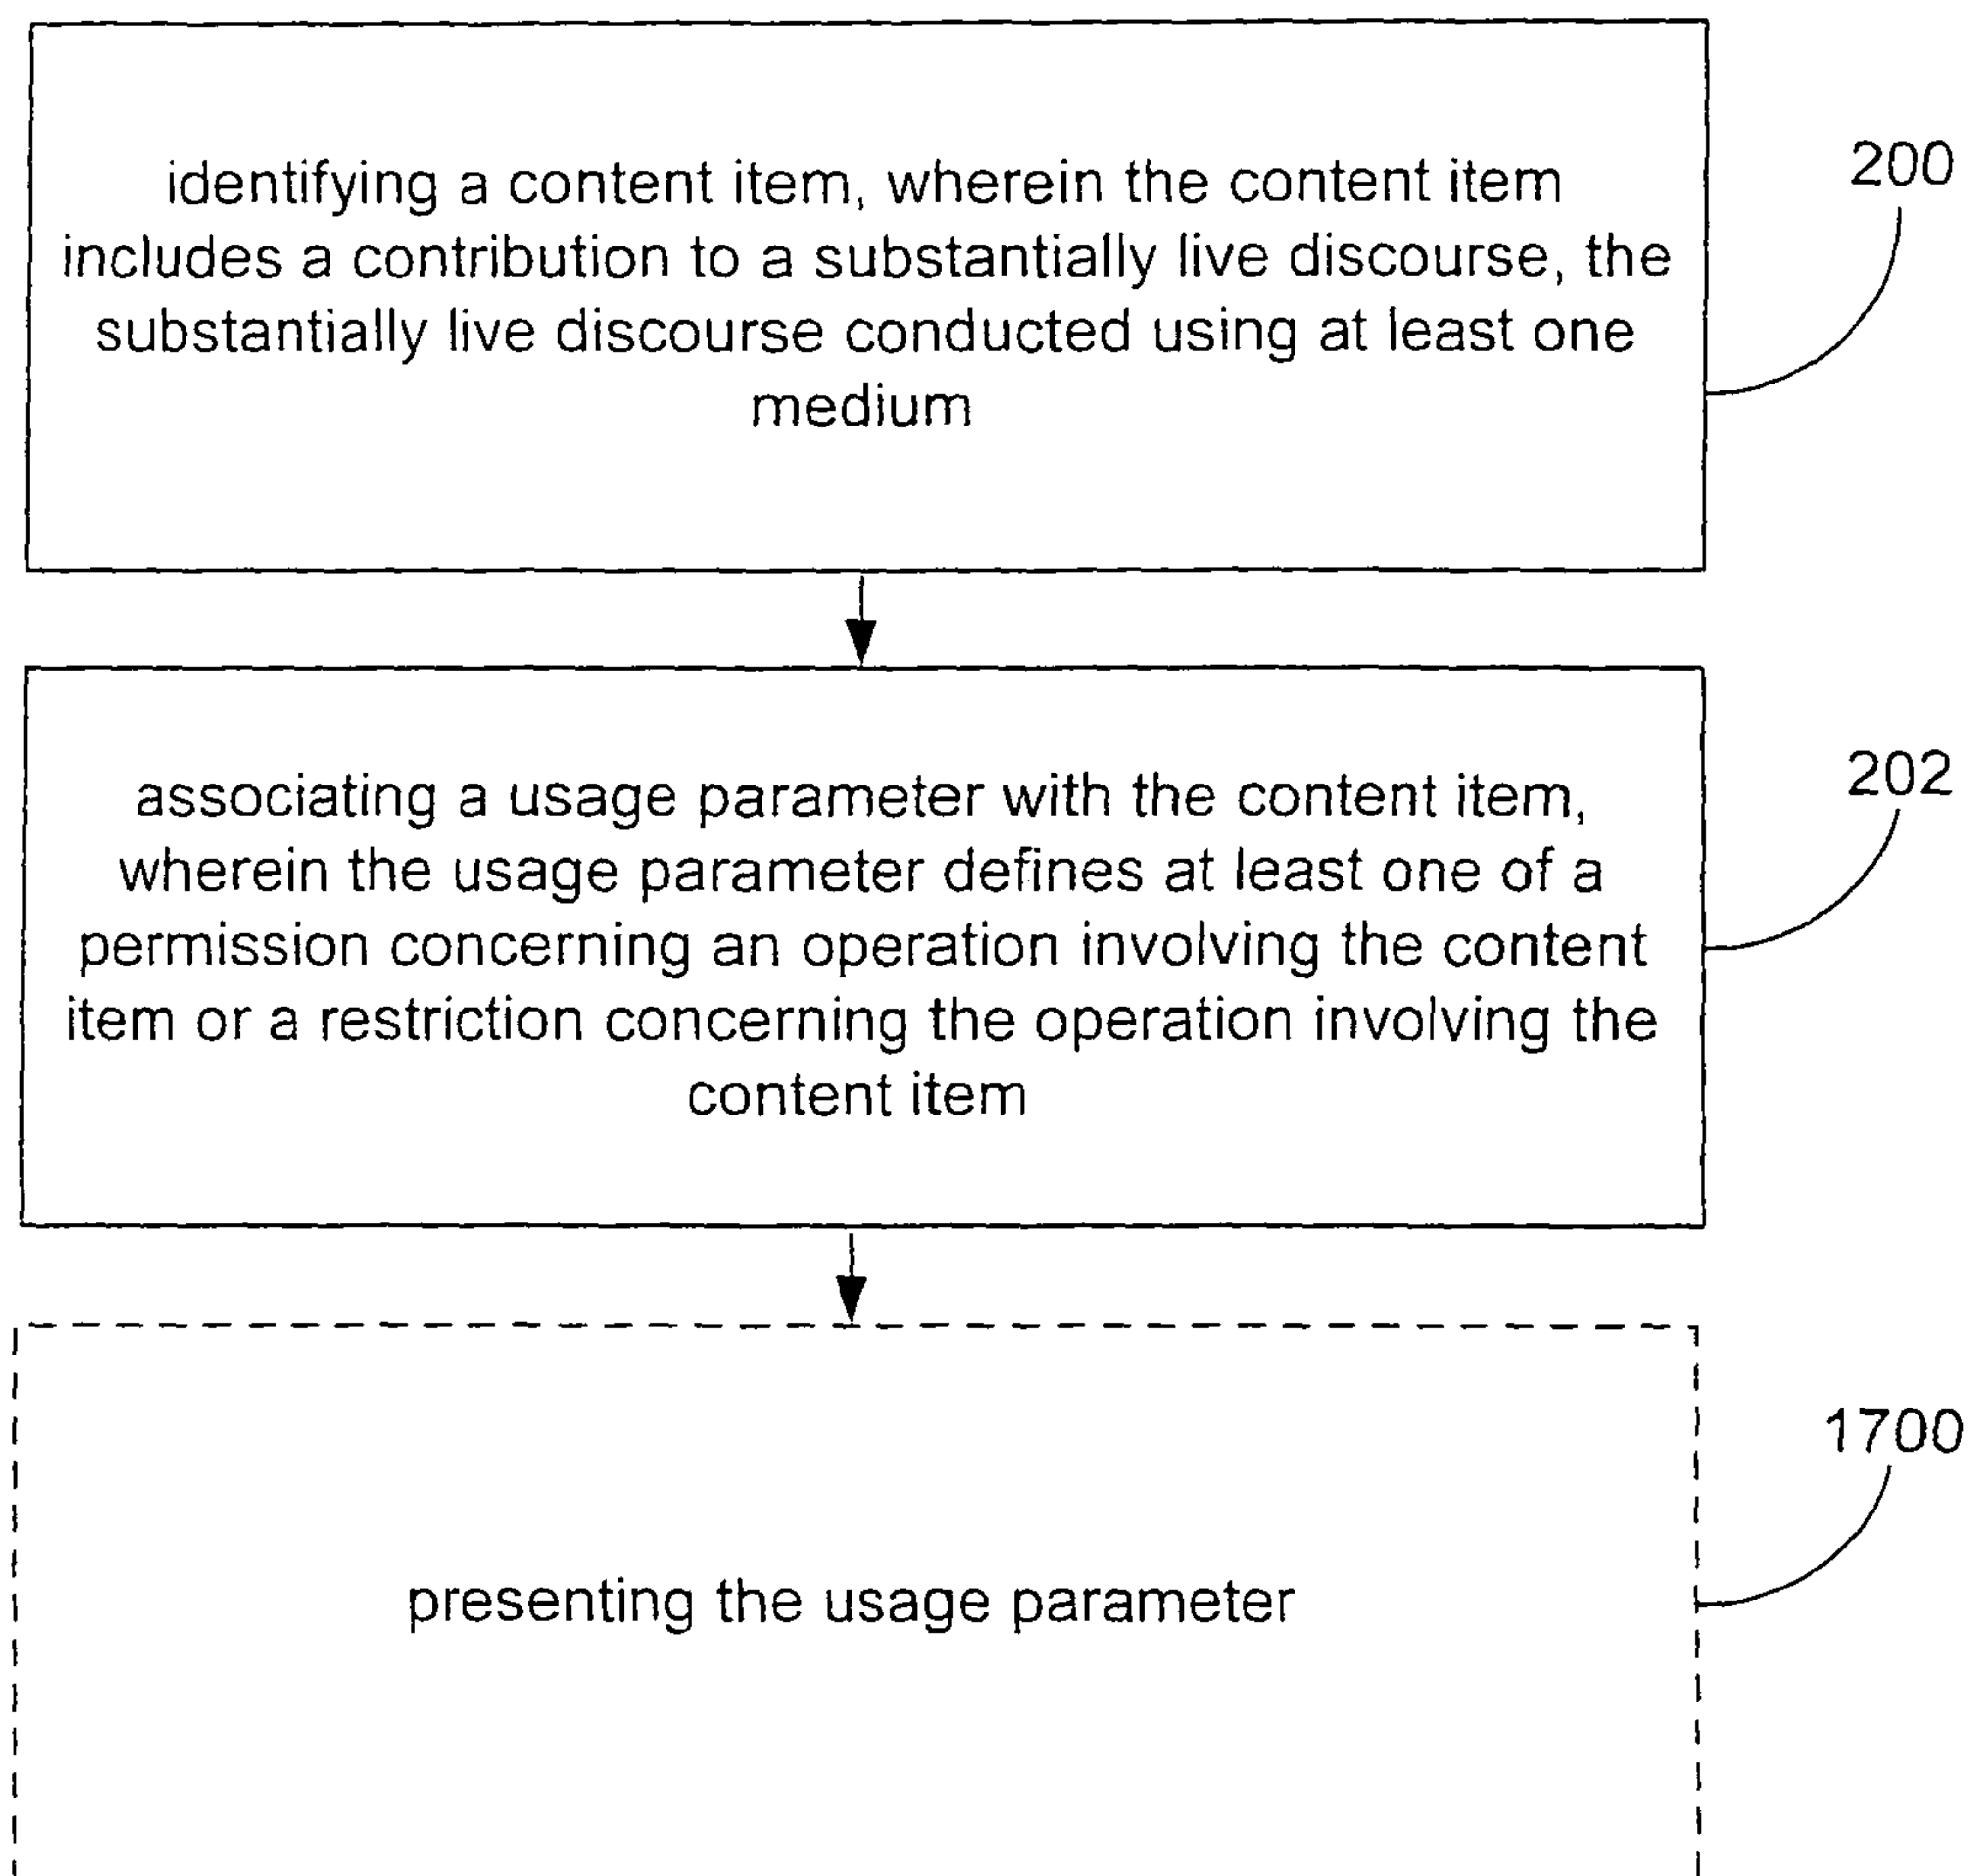 identifying a content item, wherein the content item
includes a contribution to a substantially live discourse, the
substantially live discourse conducted using at least one
medium
200
associating a usage parameter with the content item,
wherein the usage parameter defines at least one of a
permission concerning an operation involving the content
item or a restriction concerning the operation involving the
content item
202
presenting the usage parameter
1700